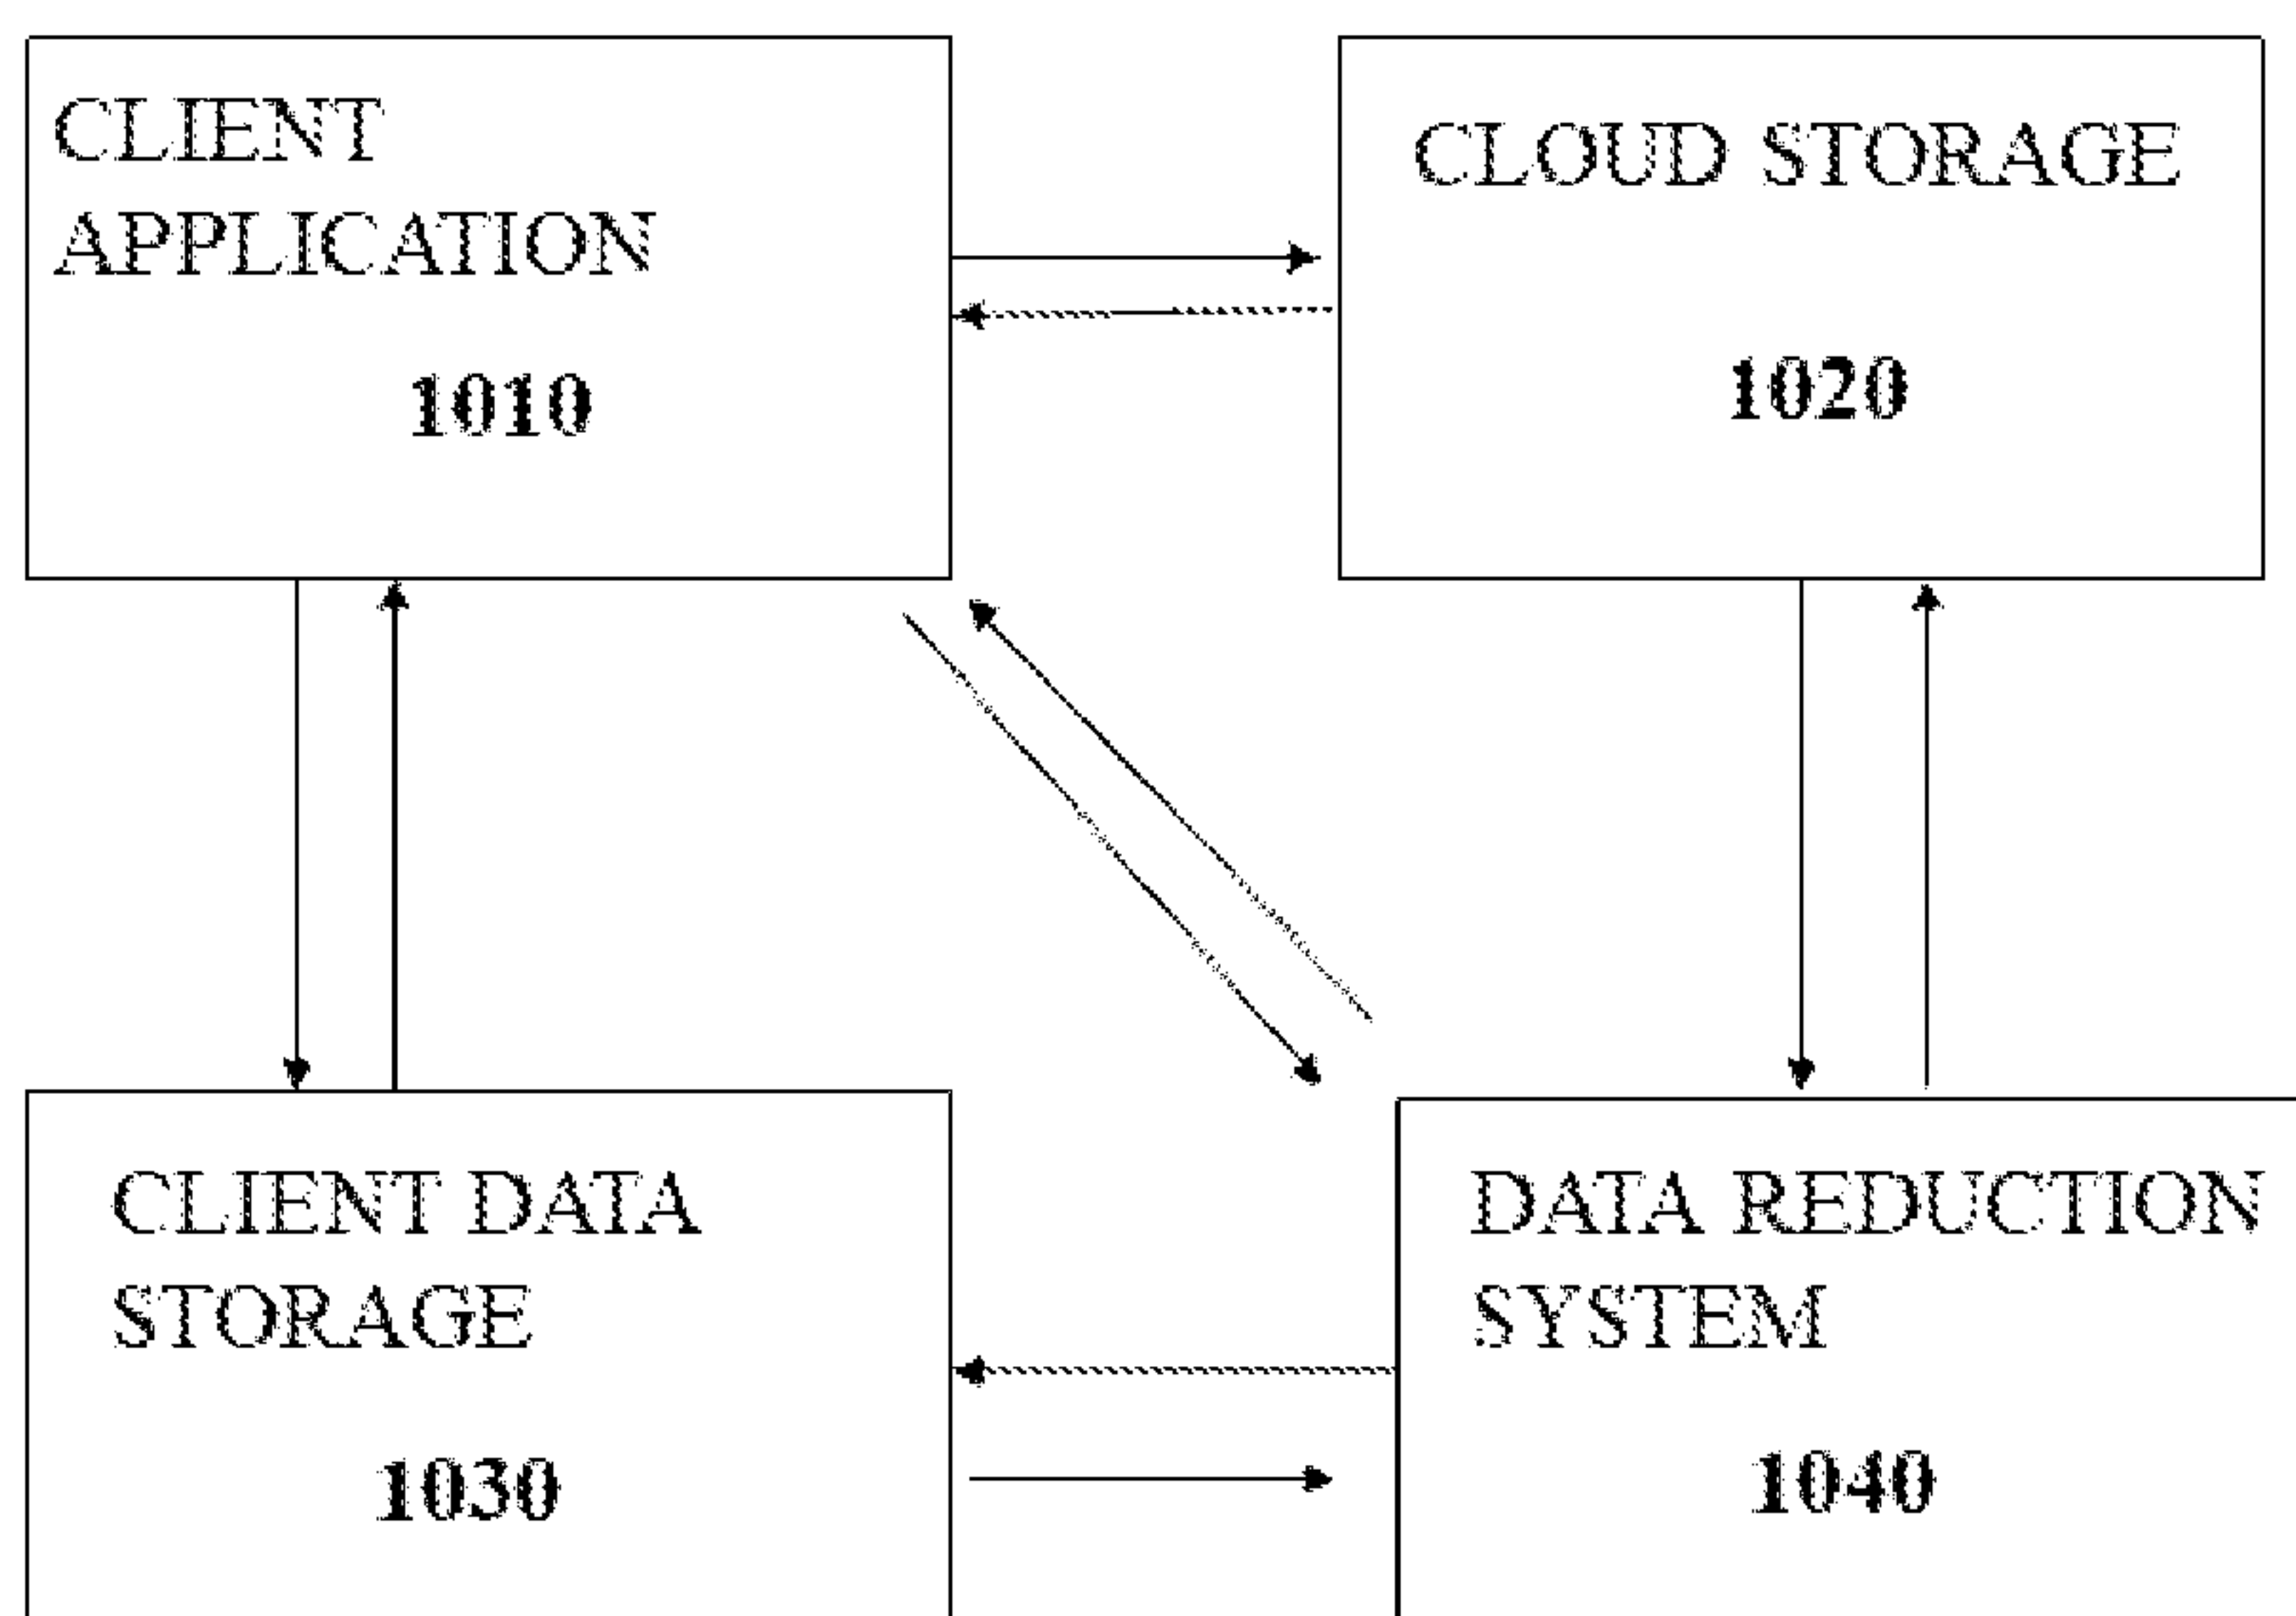 CLIENT
APPLICATION
1010
CLOUD STORAGE
1020
CLIENT DATA
STORAGE
1030
DATA REDUCTION
SYSTEM
1040